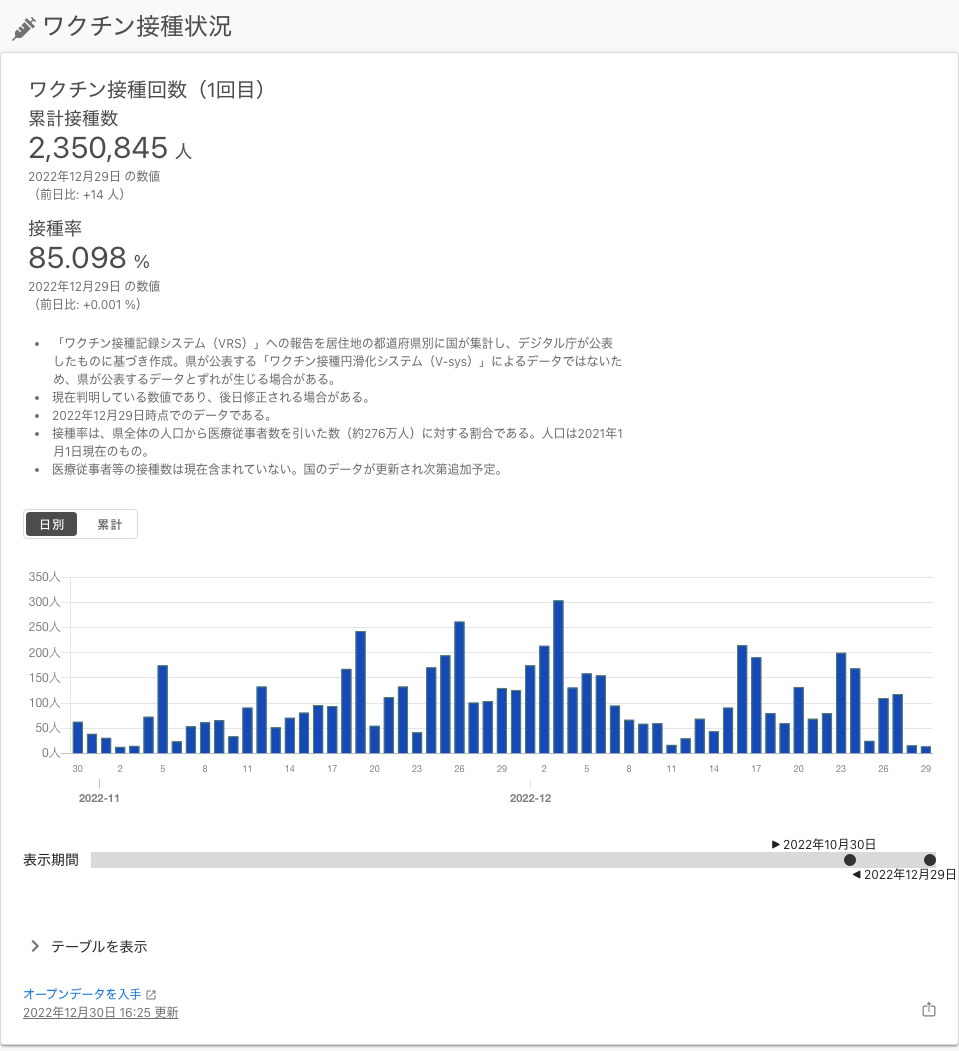 ワクチン接種状況
ワクチン接種回数（1回目）
累計接種数
2,350,845 人
2022年12月29日 の数値
（前日比: +14 人）
接種率
85.098 %
2022年12月29日 の数値
（前日比: +0.001 %）
• 「ワクチン接種記録システム（VRS）」への報告を居住地の都道府県別に国が集計し、デジタル庁が公表
したものに基づき作成。県が公表する「ワクチン接種円滑化システム（V-sys）」によるデータではないた
め、県が公表するデータとずれが生じる場合がある。
• 現在判明している数値であり、後日修正される場合がある。
• 2022年12月29日時点でのデータである。
• 接種率は、県全体の人口から医療従事者数を引いた数（約276万人）に対する割合である。人口は2021年1
月1日現在のもの。
• 医療従事者等の接種数は現在含まれていない。国のデータが更新され次第追加予定。
日別 累計
350人
300人
250人
200人
150人
100人
50人
0人
30 2 5 8 11 14 17 20 23 26 29 2 5 8 11 14 17 20 23 26 29
2022-11 2022-12
▶ 2022年10月30日
表示期間
◀ 2022年12月29日
テーブルを表示
オープンデータを入手
2022年12月30日 16:25 更新